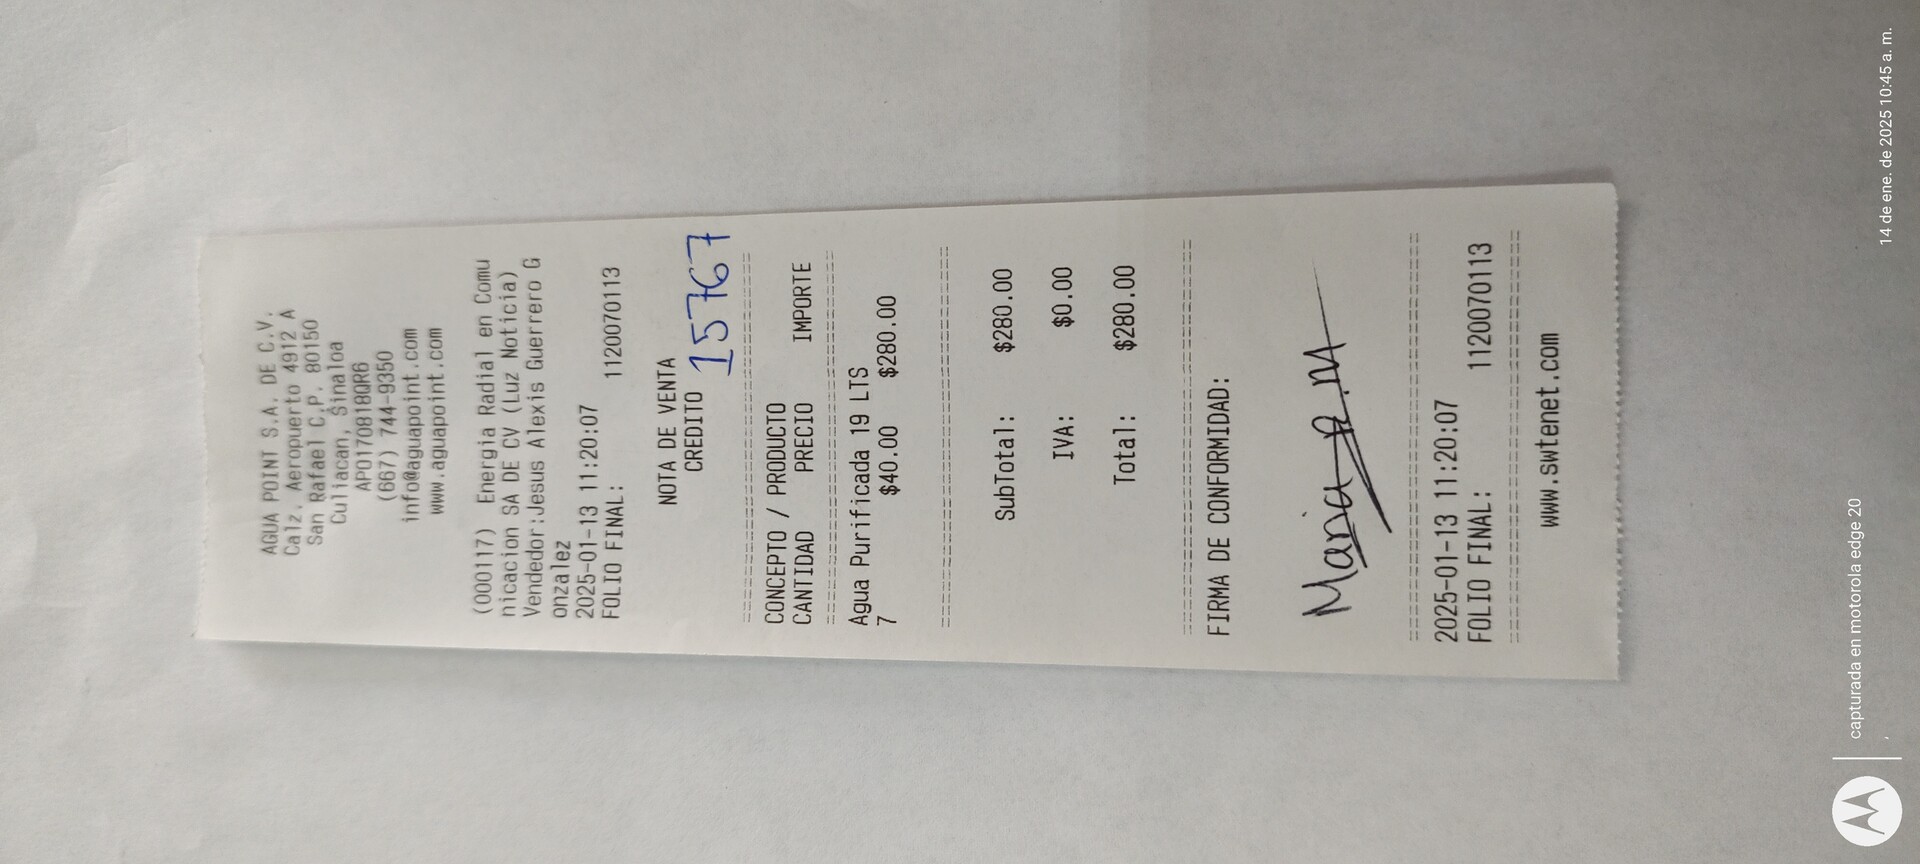 AGUA POINT S.A. DE C.V.
Calz. Aeropuerto 4912 A
San Rafael C.P. 80150
Culiacan, Sinaloa
APO170818QR6
(667) 744-9350
info@aguapoint.com
www.aguapoint.com
(000117) Energia Radial en Comu
nicacion SA DE CV (Luz Noticia)
Vendedor:Jesus Alexis Guerrero G
onzalez
2025-01-13 11:20:07
FOLIO FINAL: 1120070113
NOTA DE VENTA
CREDITO
15767
CONCEPTO / PRODUCTO
CANTIDAD PRECIO IMPORTE
Agua Purificada 19 LTS
7 $40.00 $280.00
SubTotal: $280.00
IVA: $0.00
Total: $280.00
FIRMA DE CONFORMIDAD:
Maria R.M
2025-01-13 11:20:07
FOLIO FINAL: 1120070113
www.swtenet.com
capturada en motorola edge 20
14 de ene. de 2025 10:45 a. m.